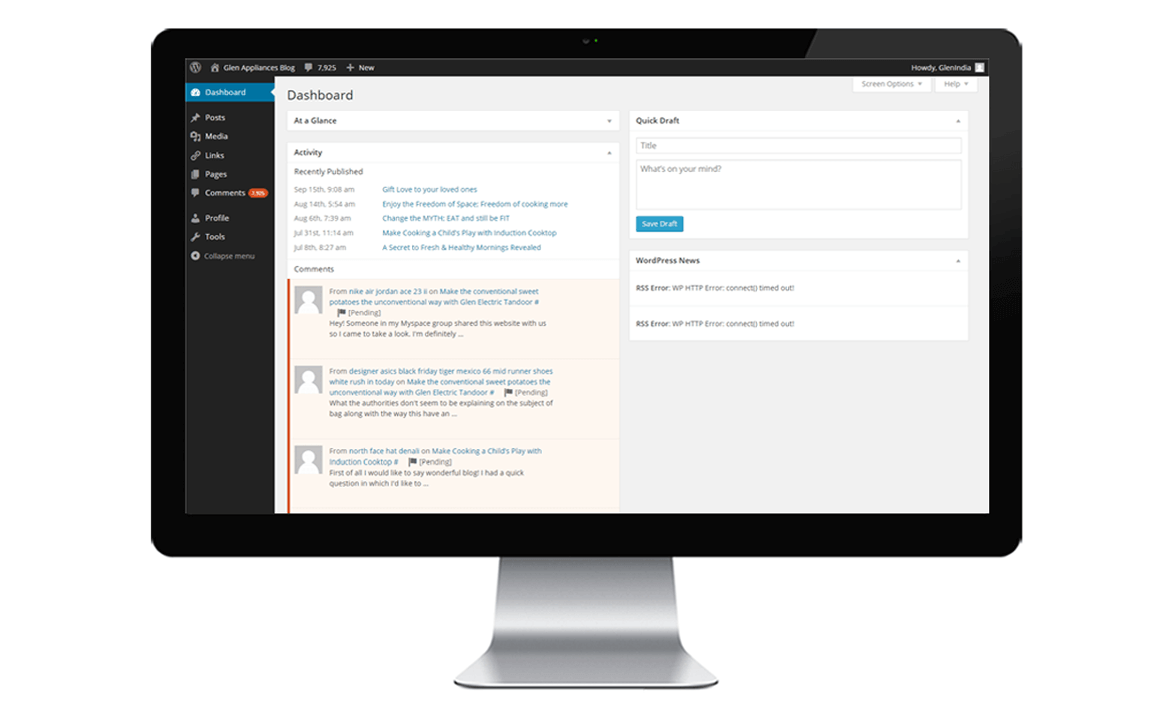 Glen Appliances Blog 7,925 New
Howdy, GlenIndia
Dashboard
Posts
Media
Links
Pages
Comments 7,925
Profile
Tools
Collapse menu
Dashboard
Screen Options
Help
At a Glance
Activity
Recently Published
Sep 15th, 9:08 am Gift Love to your loved ones
Aug 14th, 5:54 am Enjoy the Freedom of Space; Freedom of cooking more
Aug 6th, 7:39 am Change the MYTH; EAT and still be FIT
Jul 31st, 11:14 am Make Cooking a Child's Play with Induction Cooktop
Jul 8th, 8:27 am A Secret to Fresh & Healthy Mornings Revealed
Comments
From nike air jordan ace 23 ii on Make the conventional sweet
potatoes the unconventional way with Glen Electric Tandoor #
[Pending]
Hey! Someone in my Myspace group shared this website with us
so I came to take a look. I'm definitely ...
From designer asics black friday tiger mexico 66 mid runner shoes
white rush in today on Make the conventional sweet potatoes the
unconventional way with Glen Electric Tandoor # [Pending]
What the authorities don't seem to be explaining on the subject of
bag along with the way this have an ...
From north face hat denali on Make Cooking a Child's Play with
Induction Cooktop # [Pending]
First of all I would like to say wonderful blog! I had a quick
question in which I'd like to ...
Quick Draft
Title
What's on your mind?
Save Draft
WordPress News
RSS Error: WP HTTP Error: connect() timed out!
RSS Error: WP HTTP Error: connect() timed out!